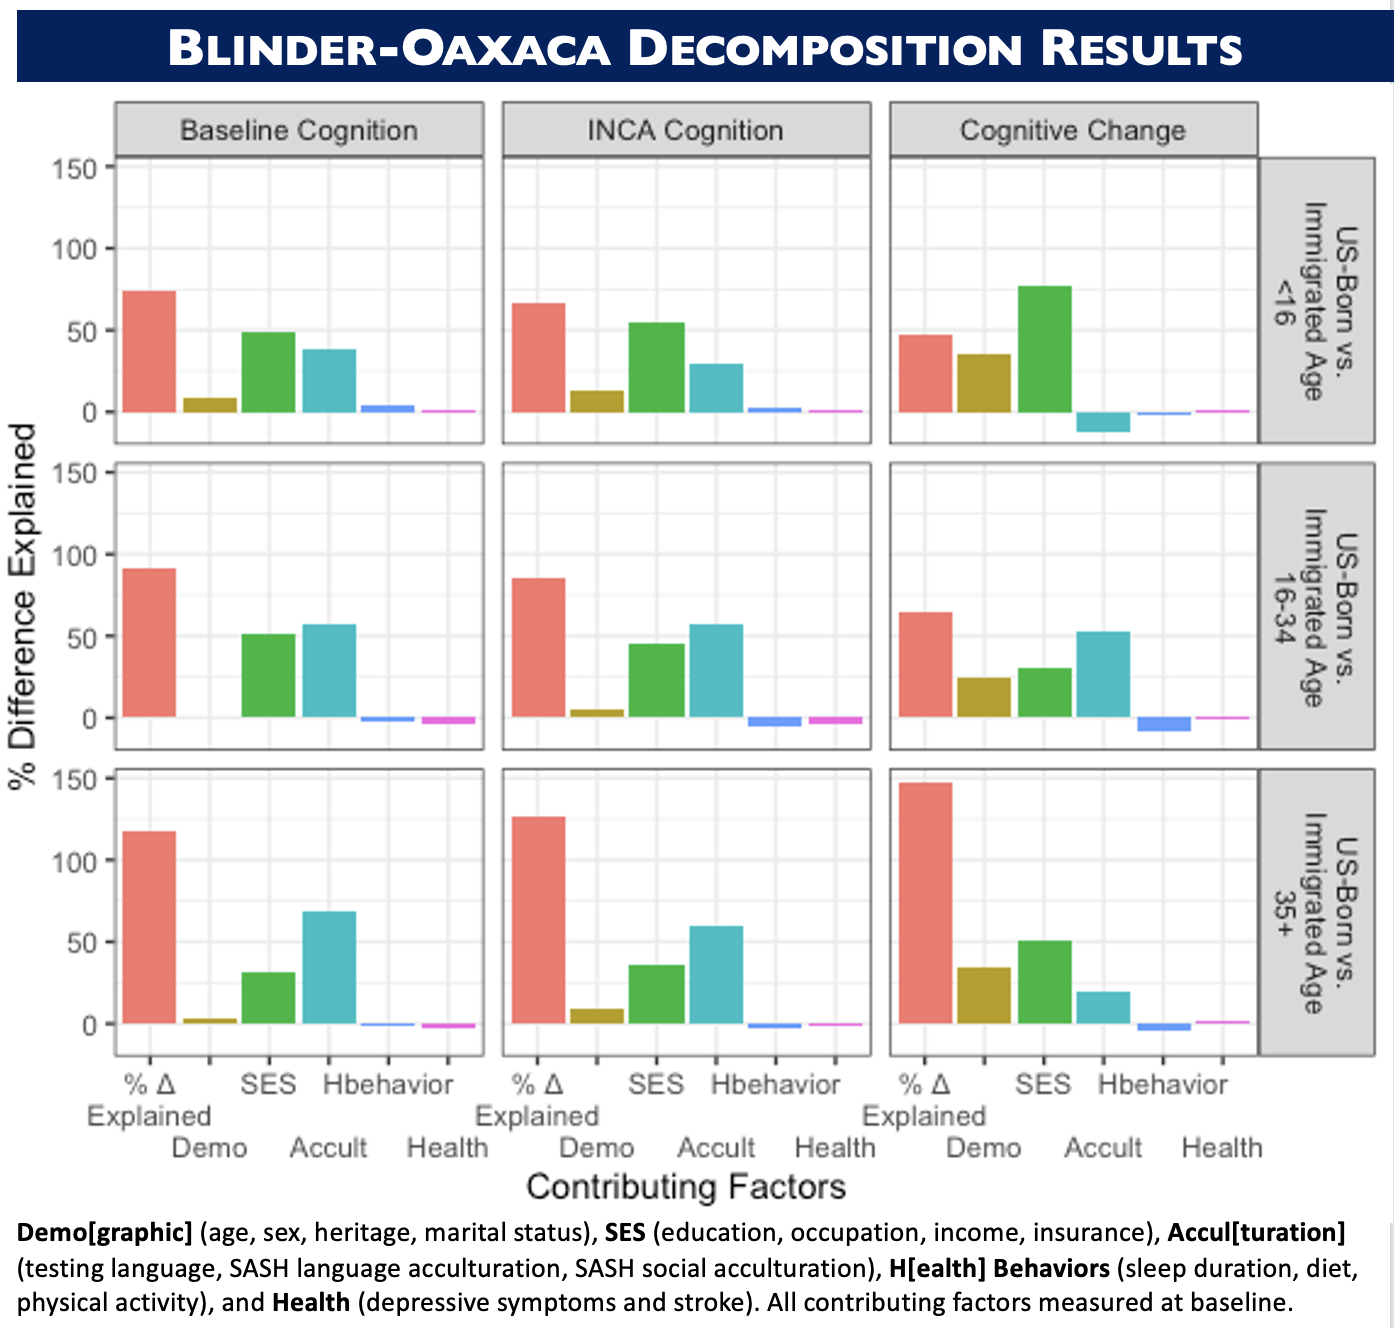 BLINDER-OAXACA DECOMPOSITION RESULTS
Baseline Cognition
INCA Cognition
Cognitive Change
% Difference Explained
150
100
50
0
US-Born vs.
Immigrated Age
<16
150
100
50
0
US-Born vs.
Immigrated Age
16-34
150
100
50
0
US-Born vs.
Immigrated Age
35+
% Δ SES Hbehavior % Δ SES Hbehavior % Δ SES Hbehavior
Explained Explained Explained
Demo Accult Health Demo Accult Health Demo Accult Health
Contributing Factors
Demo[graphic] (age, sex, heritage, marital status), SES (education, occupation, income, insurance), Accul[turation]
(testing language, SASH language acculturation, SASH social acculturation), H[ealth] Behaviors (sleep duration, diet,
physical activity), and Health (depressive symptoms and stroke). All contributing factors measured at baseline.